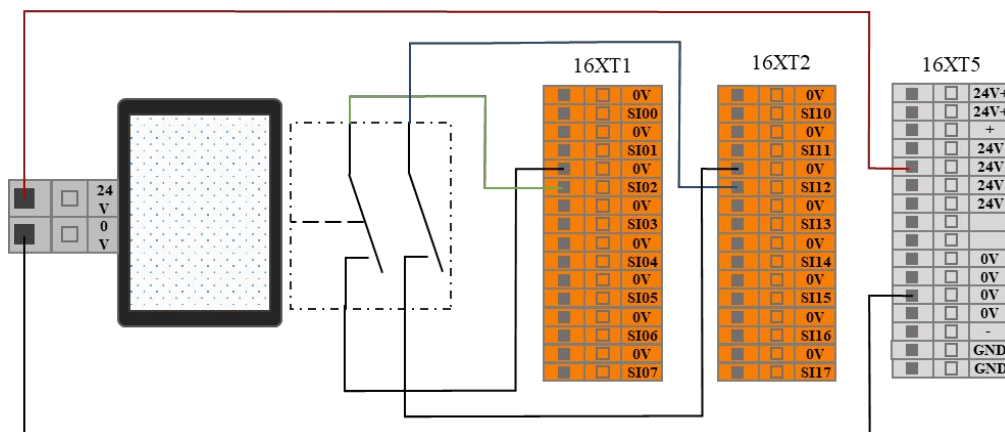 16XT1
16XT2
16XT5
24
V
0
V
0V
SI00
0V
SI01
0V
SI02
0V
SI03
0V
SI04
0V
SI05
0V
SI06
0V
SI07
0V
SI10
0V
SI11
0V
SI12
0V
SI13
0V
SI14
0V
SI15
0V
SI16
0V
SI17
24V+
24V+
+
24V
24V
24V
24V
0V
0V
0V
0V
-
GND
GND